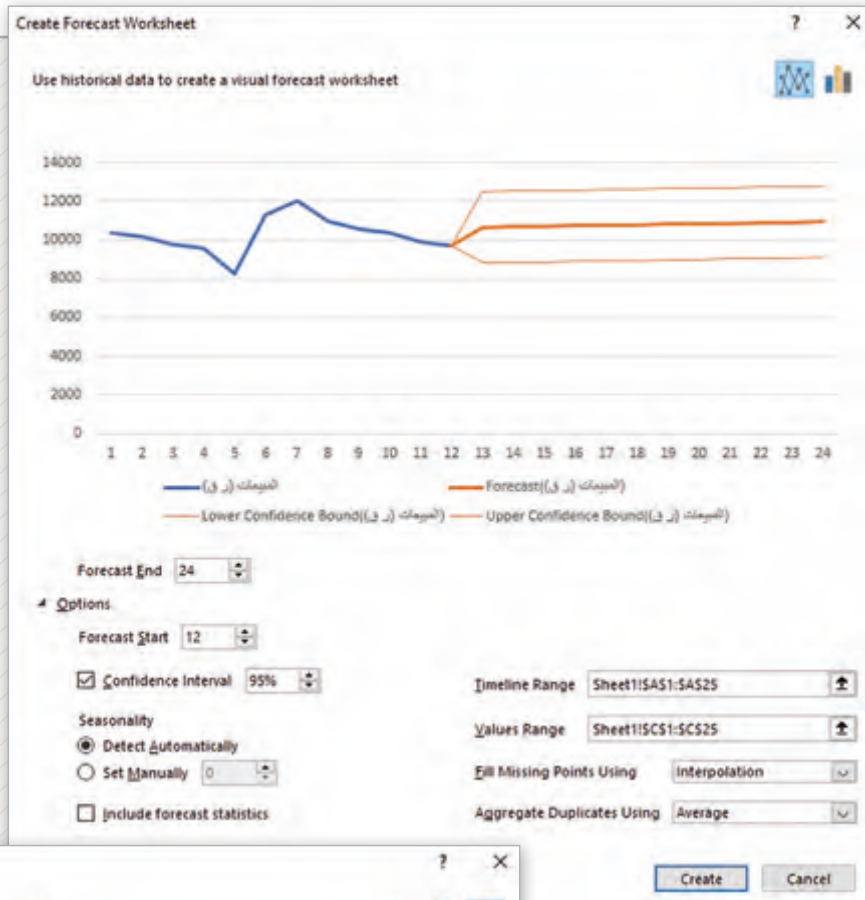 Create Forecast Worksheet ? ×
Use historical data to create a visual forecast worksheet
14000
12000
10000
8000
6000
4000
2000
0
1 2 3 4 5 6 7 8 9 10 11 12 13 14 15 16 17 18 19 20 21 22 23 24
المبيعات (ر ق) Forecast(المبيعات (ر ق))
Lower Confidence Bound(المبيعات (ر ق)) Upper Confidence Bound(المبيعات (ر ق))
Forecast End 24
Options
Forecast Start 12
Confidence Interval 95%
Timeline Range Sheet1!$A$1:$A$25
Seasonality
Values Range Sheet1!$C$1:$C$25
Detect Automatically
Set Manually 0
Fill Missing Points Using Interpolation
Include forecast statistics
Aggregate Duplicates Using Average
? ×
Create Cancel